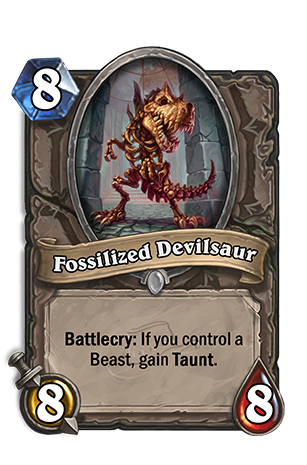 8
Fossilized Devilsaur
Battlecry: If you control a
Beast, gain Taunt.
8
8